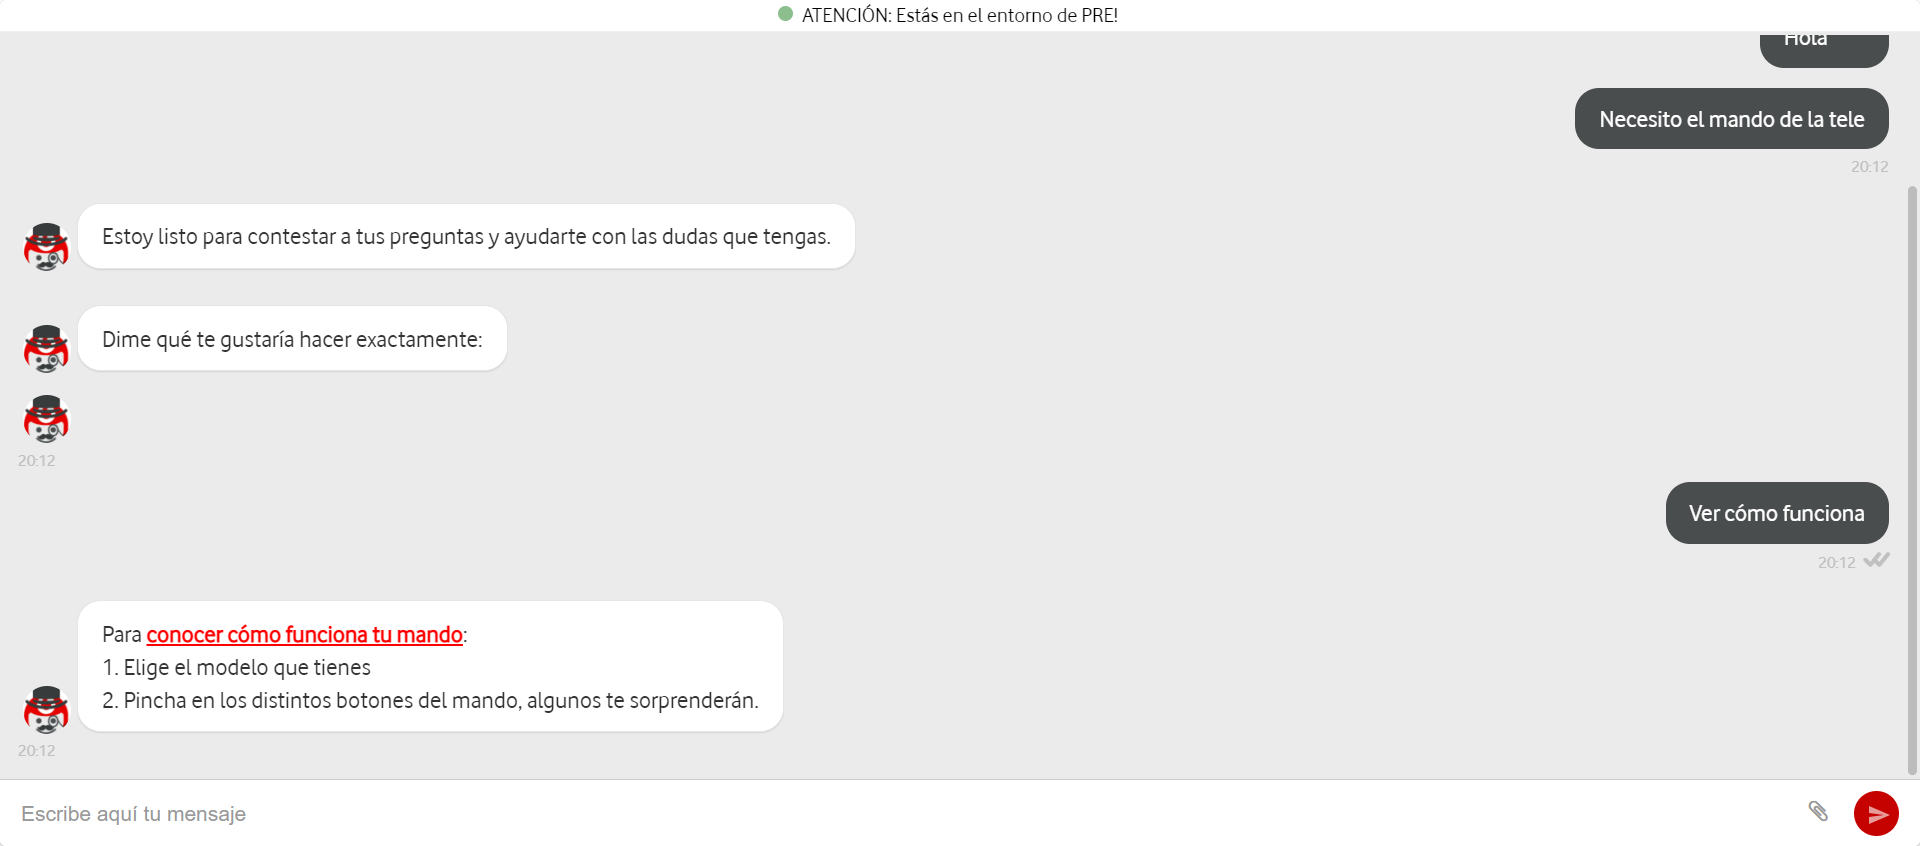 ATENCIÓN: Estás en el entorno de PRE!
Hola
Necesito el mando de la tele
20:12
Estoy listo para contestar a tus preguntas y ayudarte con las dudas que tengas.
Dime qué te gustaría hacer exactamente:
20:12
Ver cómo funciona
20:12
Para conocer cómo funciona tu mando:
1. Elige el modelo que tienes
2. Pincha en los distintos botones del mando, algunos te sorprenderán.
20:12
Escribe aquí tu mensaje